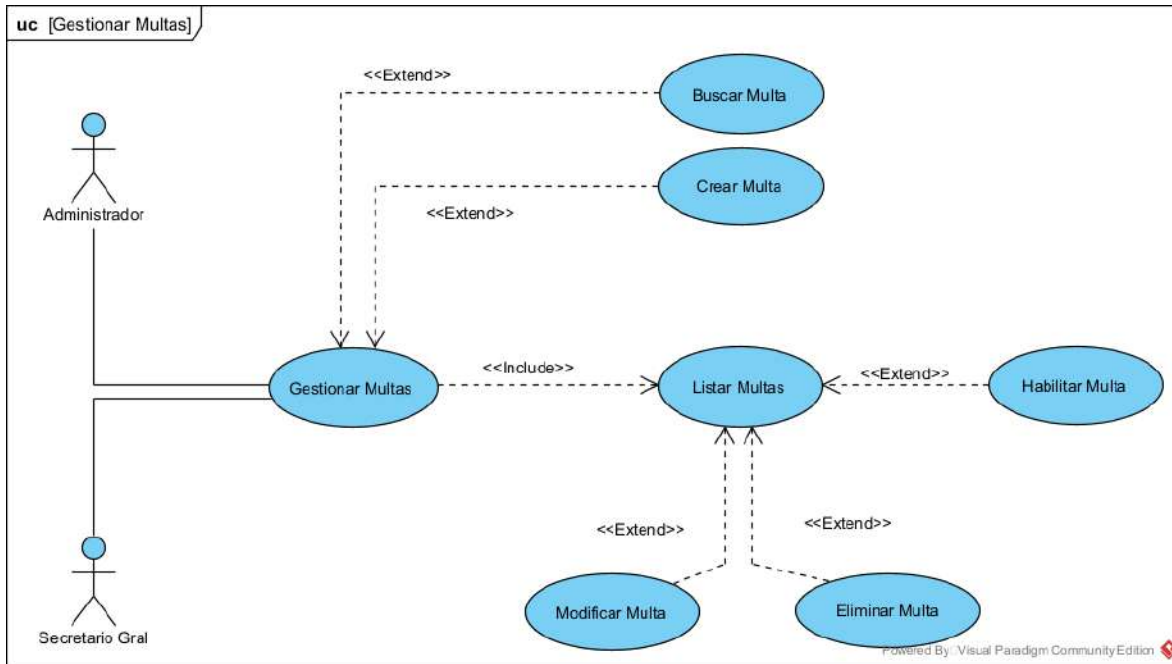 uc [Gestionar Multas]
<<Extend>>
Buscar Multa
Crear Multa
<<Extend>>
Administrador
Gestionar Multas
<<Include>>
Listar Multas
<<Extend>>
Habilitar Multa
<<Extend>>
<<Extend>>
Modificar Multa
Eliminar Multa
Secretario Gral
Powered By Visual Paradigm Community Edition